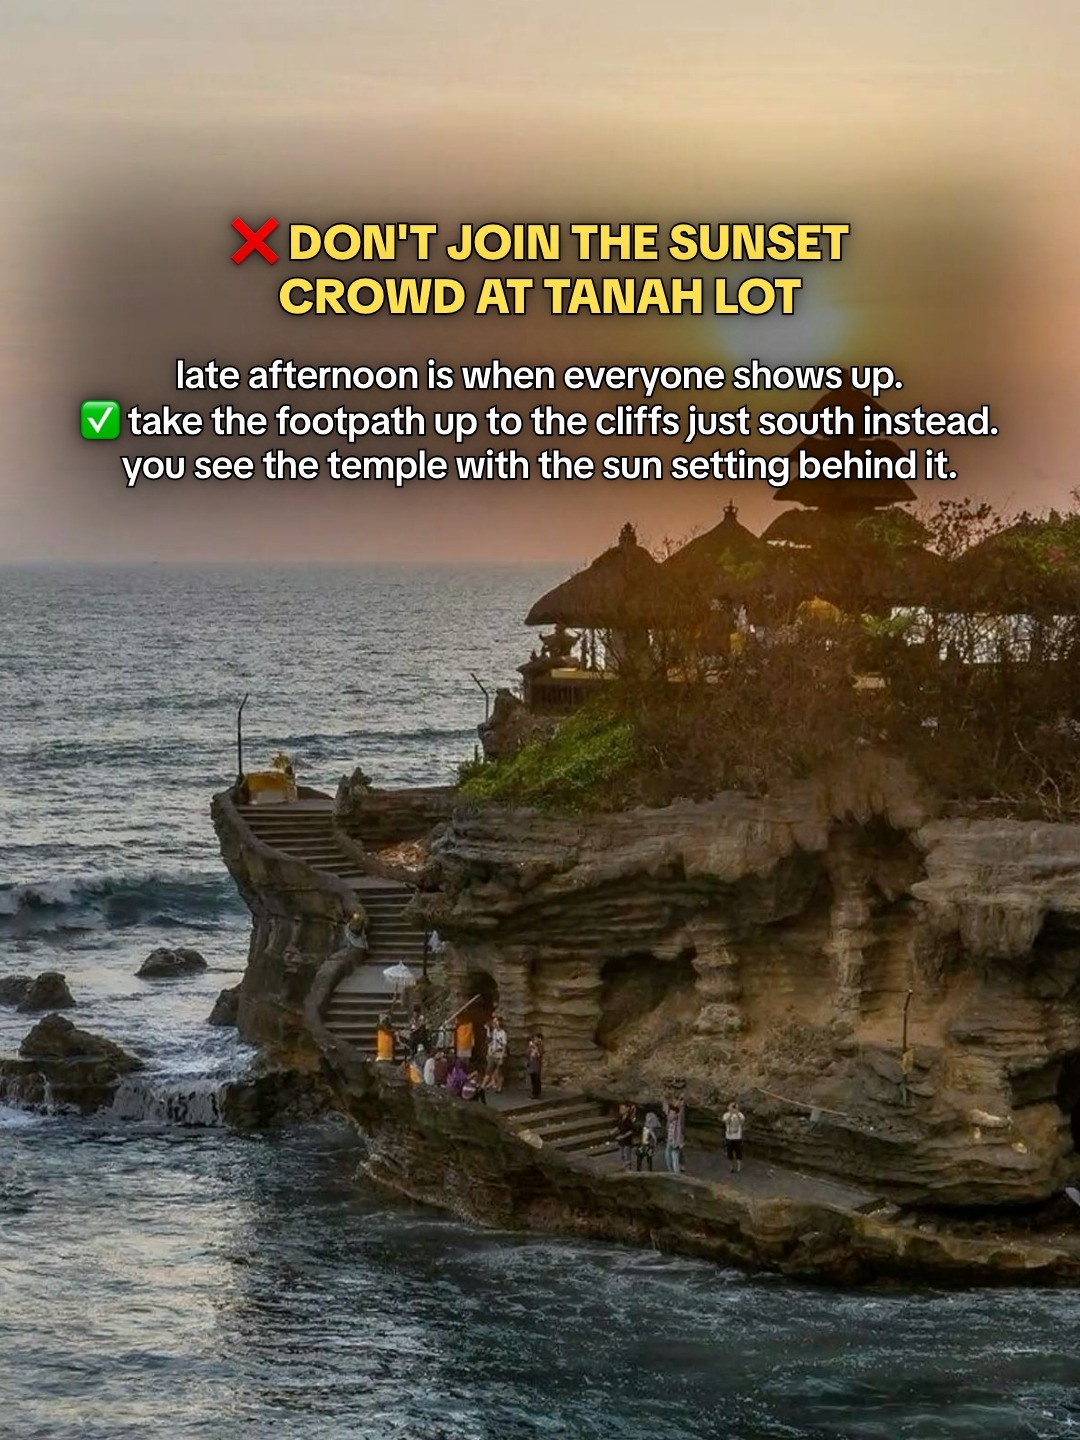 ❌ DON'T JOIN THE SUNSET
CROWD AT TANAH LOT
late afternoon is when everyone shows up.
✅ take the footpath up to the cliffs just south instead.
you see the temple with the sun setting behind it.